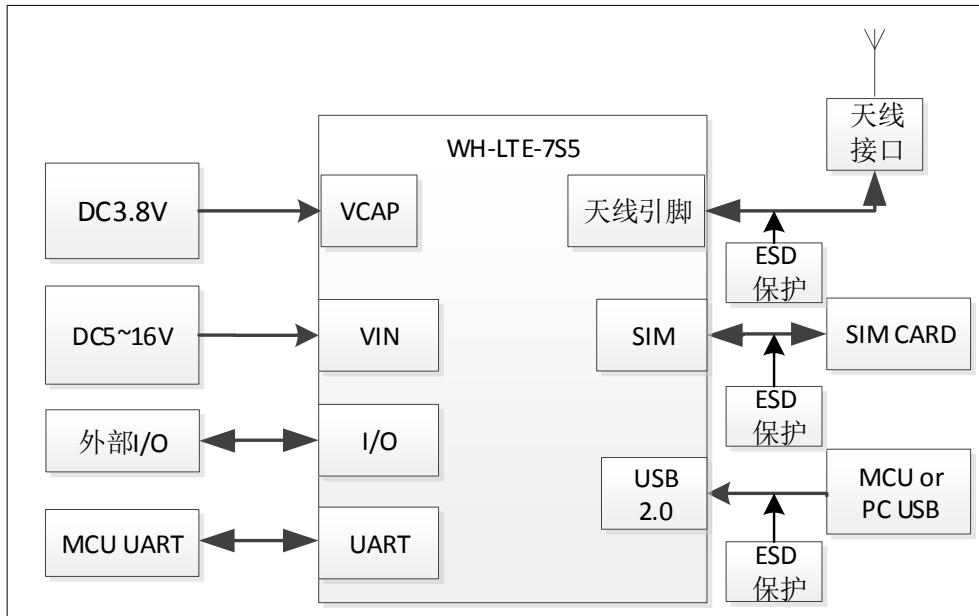 WH-LTE-7S5
天线
接口
DC3.8V
VCAP
天线引脚
ESD
保护
DC5~16V
VIN
SIM
SIM CARD
ESD
保护
外部I/O
I/O
USB
2.0
MCU or
PC USB
MCU UART
UART
ESD
保护